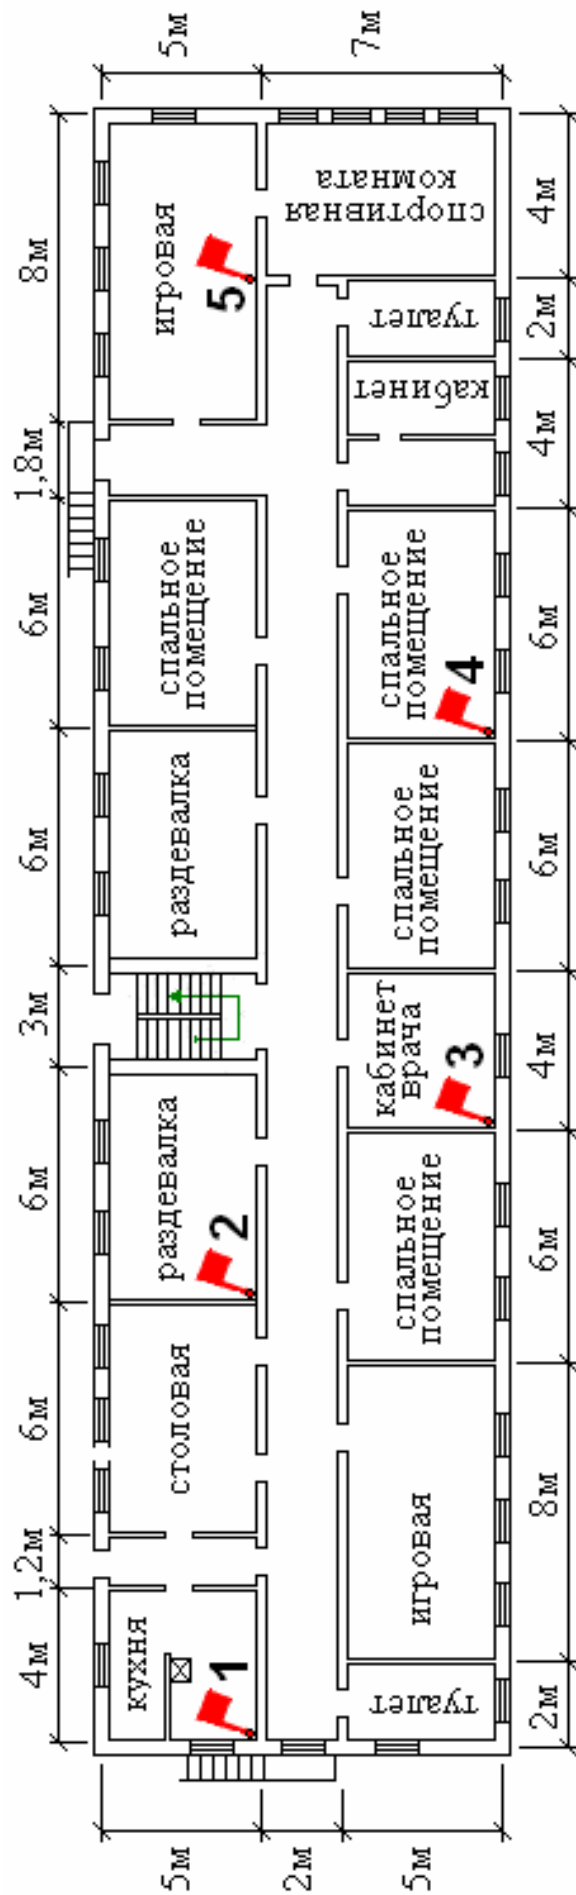 4м
1,2м
6м
6м
3м
6м
6м
1,8м
8м
5м
2м
5м
кухня
1
столовая
раздевалка
2
раздевалка
спальное
помещение
игровая
5
5м
7м
туалет
игровая
спальное
помещение
кабинет
врача
3
спальное
помещение
спальное
помещение
4
кабинет
туалет
спортивная
комната
2м
8м
6м
4м
6м
6м
4м
2м
4м